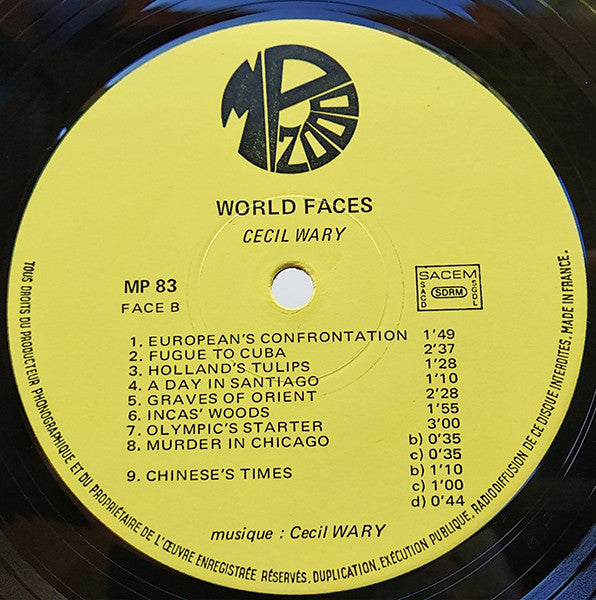 MP 2000
WORLD FACES
CECIL WARY
MP 83
FACE B
SACEM
SACD
SDRM
SGDL
1. EUROPEAN'S CONFRONTATION 1'49
2. FUGUE TO CUBA 2'37
3. HOLLAND'S TULIPS 1'28
4. A DAY IN SANTIAGO 1'10
5. GRAVES OF ORIENT 2'28
6. INCAS' WOODS 1'55
7. OLYMPIC'S STARTER 3'00
8. MURDER IN CHICAGO b) 0'35
c) 0'35
9. CHINESE'S TIMES b) 1'10
c) 1'00
d) 0'44
musique : Cecil WARY
TOUS DROITS DU PRODUCTEUR PHONOGRAPHIQUE ET DU PROPRIÉTAIRE DE L'ŒUVRE ENREGISTRÉE RÉSERVÉS, DUPLICATION, EXÉCUTION PUBLIQUE, RADIODIFFUSION DE CE DISQUE INTERDITES. MADE IN FRANCE.